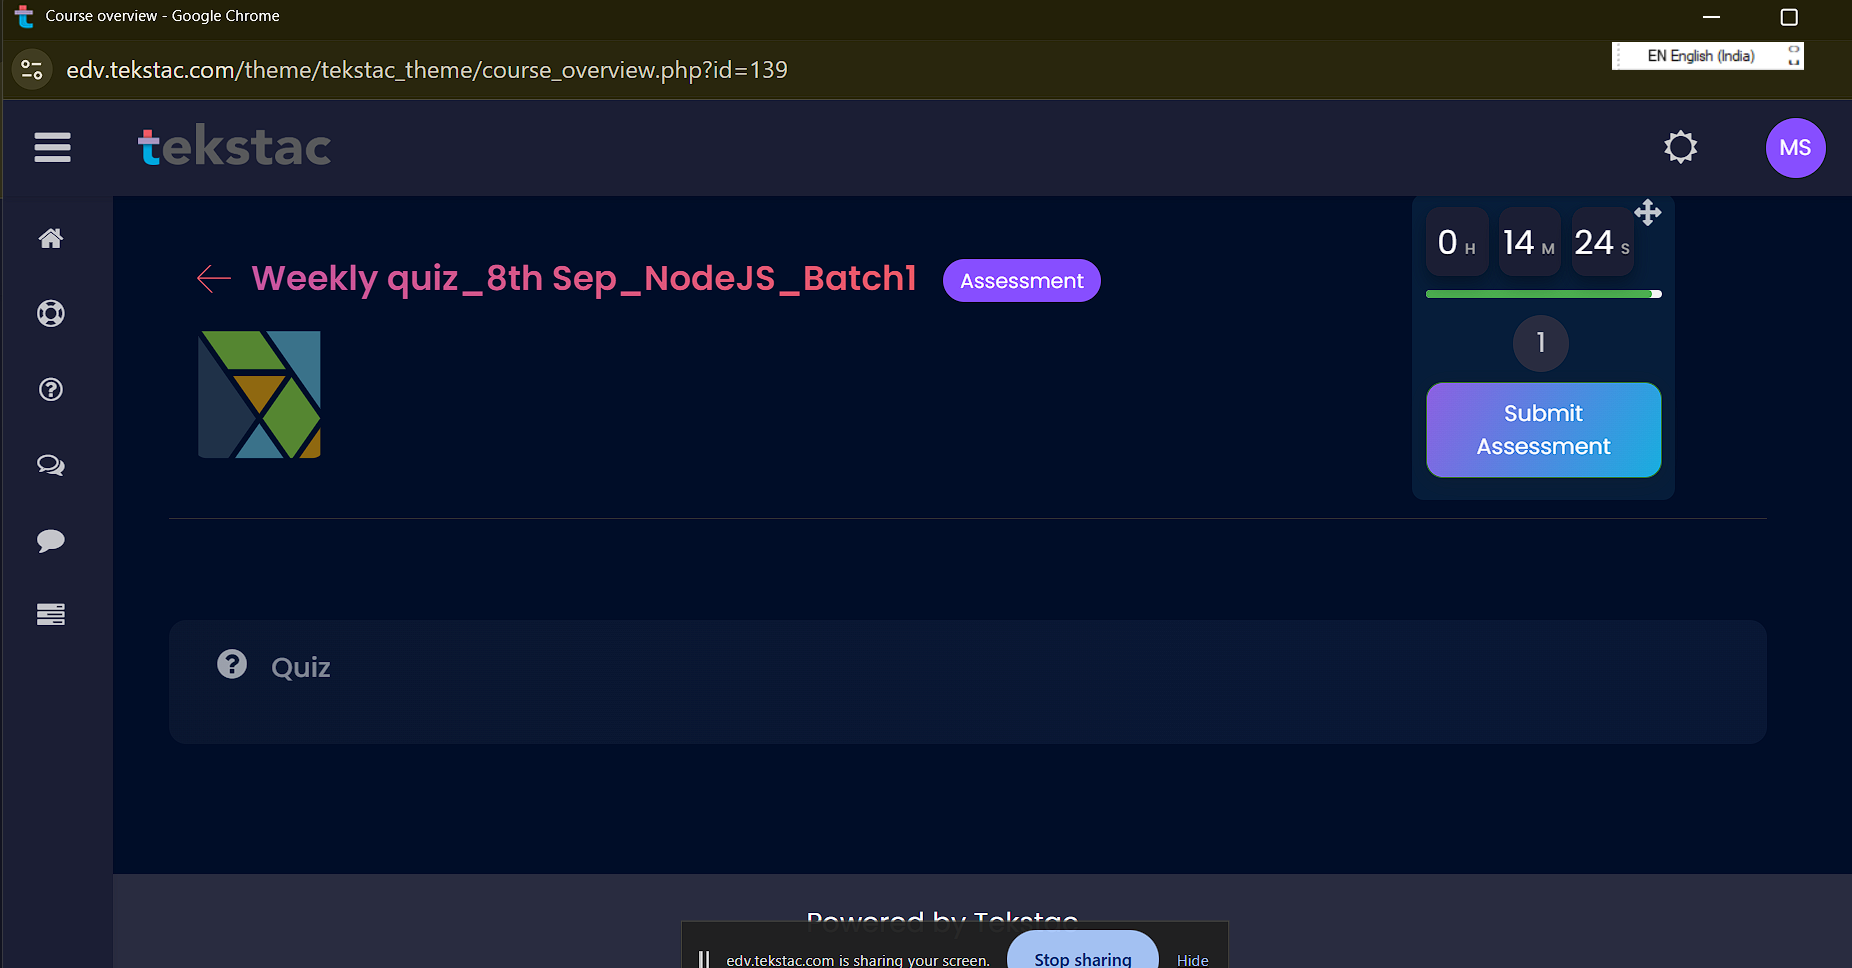 Course overview - Google Chrome
edv.tekstac.com/theme/tekstac_theme/course_overview.php?id=139
EN English (India)
tekstac
MS
0 H 14 M 24 S
Weekly quiz_8th Sep_NodeJS_Batch1
Assessment
1
Submit
Assessment
Quiz
Powered by Tekstac
edv.tekstac.com is sharing your screen.
Stop sharing
Hide